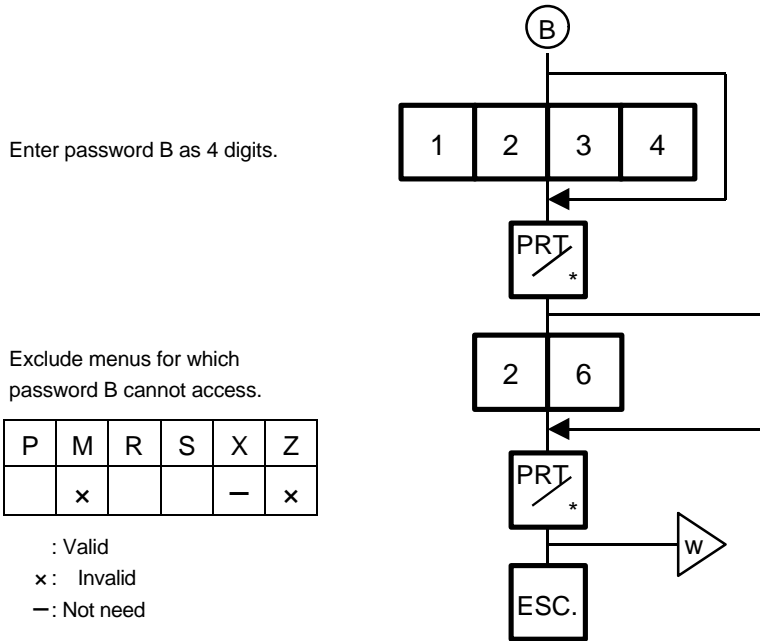 B
Enter password B as 4 digits.
1 2 3 4
PRT
*
Exclude menus for which
password B cannot access.
2 6
P M R S X Z
× − ×
PRT
*
: Valid
w
×: Invalid
−: Not need
ESC.